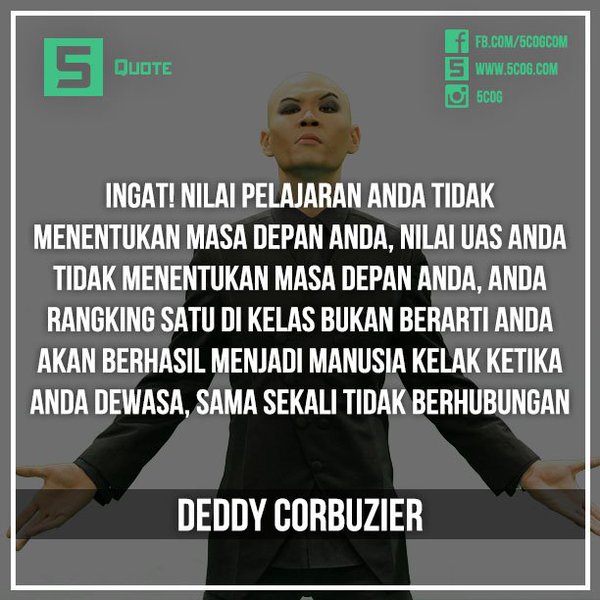 5 QUOTE
FB.COM/5COGCOM
5 WWW.5COG.COM
5COG
INGAT! NILAI PELAJARAN ANDA TIDAK
MENENTUKAN MASA DEPAN ANDA, NILAI UAS ANDA
TIDAK MENENTUKAN MASA DEPAN ANDA, ANDA
RANGKING SATU DI KELAS BUKAN BERARTI ANDA
AKAN BERHASIL MENJADI MANUSIA KELAK KETIKA
ANDA DEWASA, SAMA SEKALI TIDAK BERHUBUNGAN
DEDDY CORBUZIER